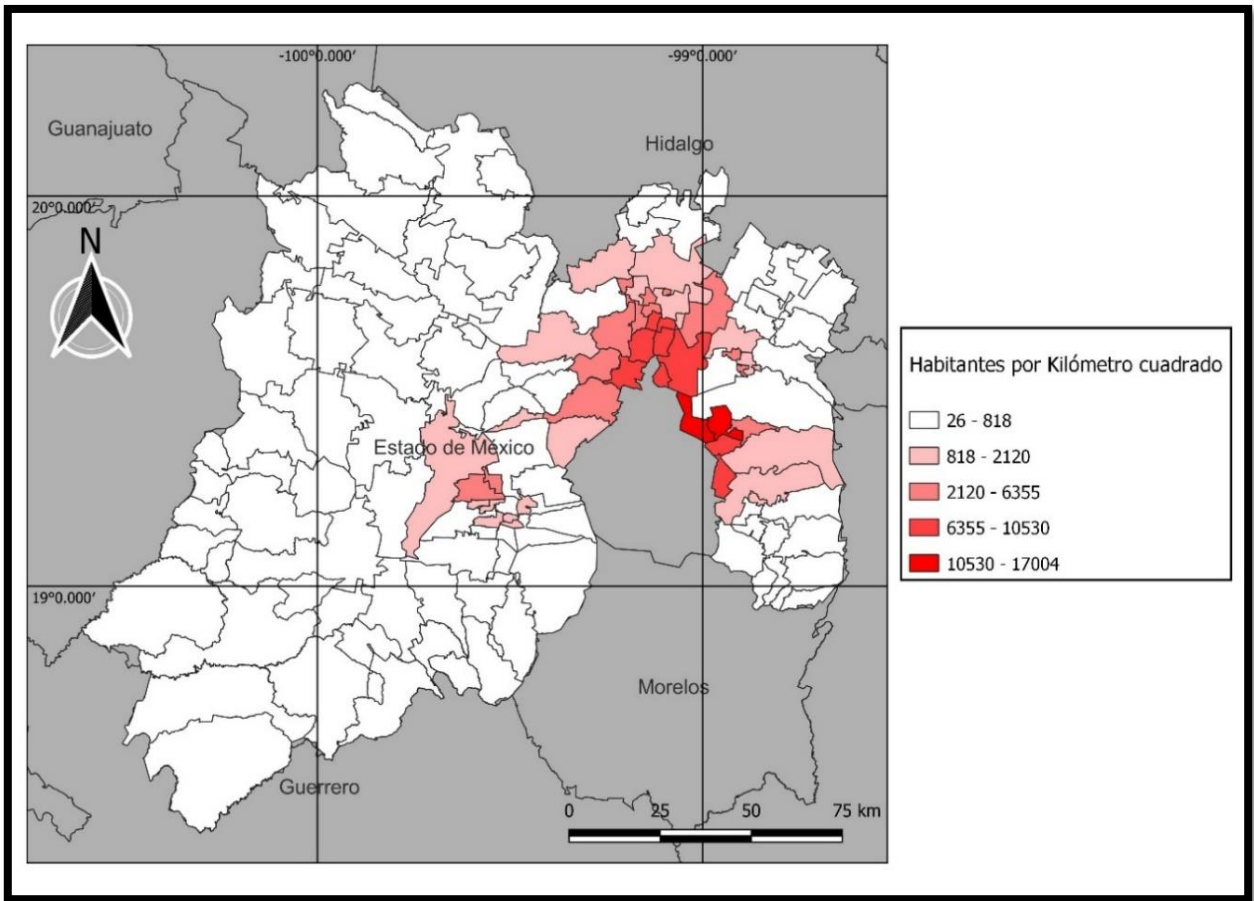 -100°0.000′
-99°0.000′
Guanajuato
Hidalgo
20°0.000′
N
Estado de México
19°0.000′
Morelos
Guerrero
0 25 50 75 km
Habitantes por Kilómetro cuadrado
26 - 818
818 - 2120
2120 - 6355
6355 - 10530
10530 - 17004